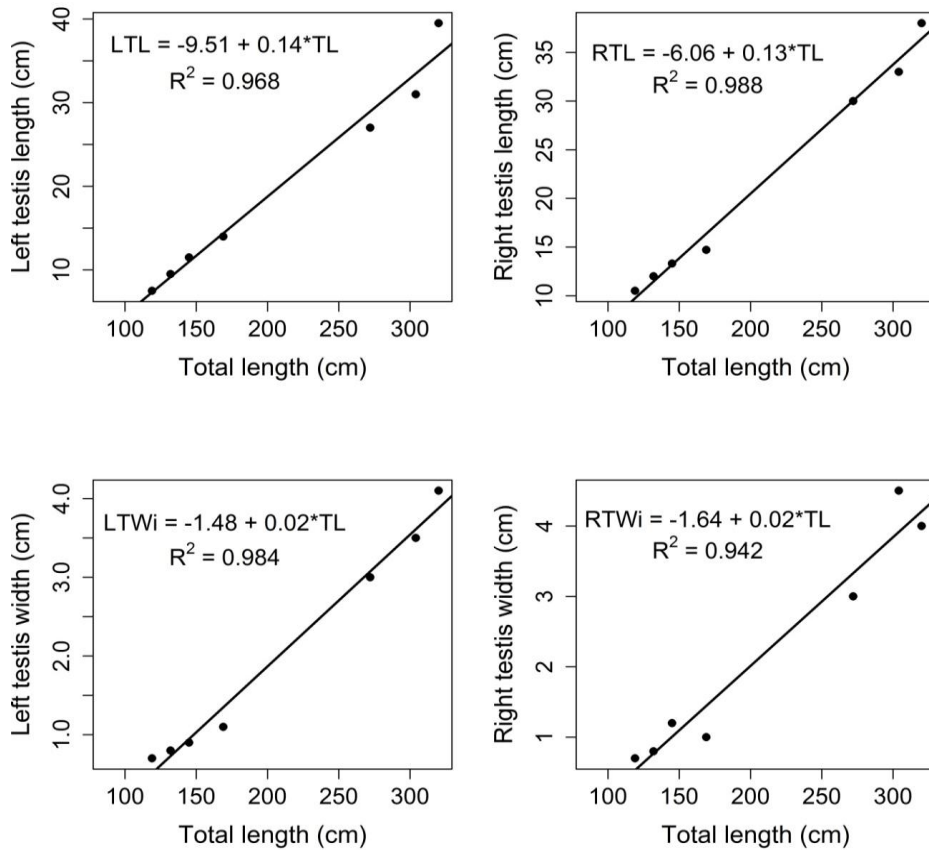 LTL = -9.51 + 0.14*TL
R² = 0.968
Left testis length (cm)
10
20
30
40
100 150 200 250 300
Total length (cm)
RTL = -6.06 + 0.13*TL
R² = 0.988
Right testis length (cm)
10
15
20
25
30
35
100 150 200 250 300
Total length (cm)
LTWi = -1.48 + 0.02*TL
R² = 0.984
Left testis width (cm)
1.0
2.0
3.0
4.0
100 150 200 250 300
Total length (cm)
RTWi = -1.64 + 0.02*TL
R² = 0.942
Right testis width (cm)
1
2
3
4
100 150 200 250 300
Total length (cm)